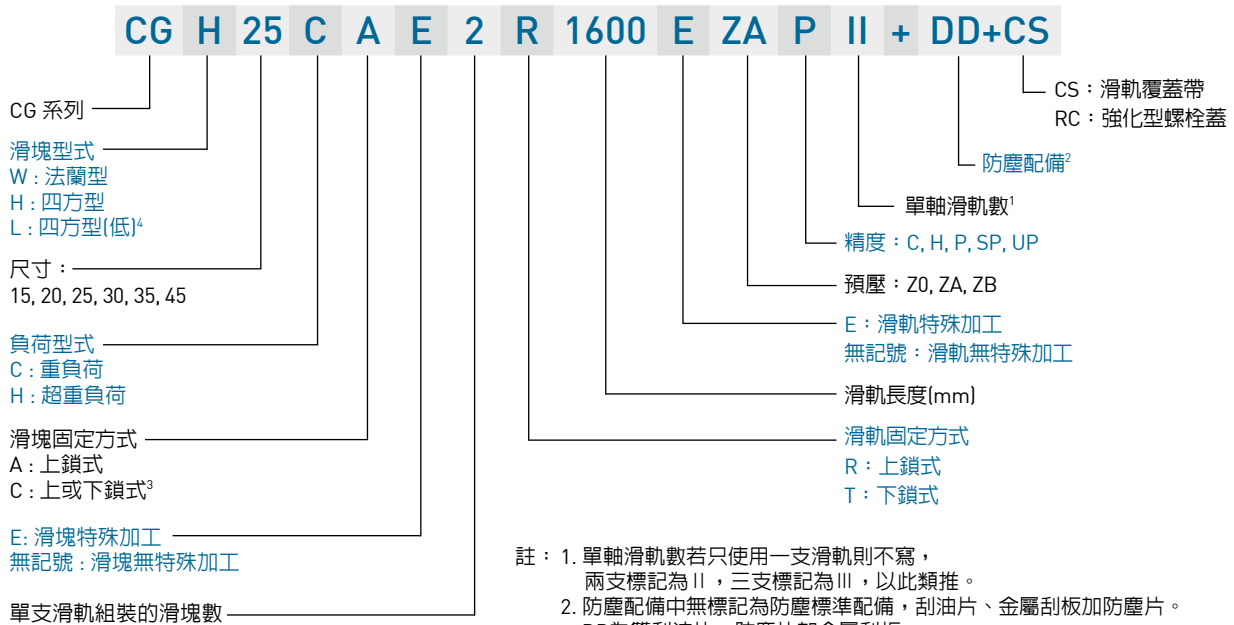 CG H 25 C A E 2 R 1600 E ZA P II + DD+CS
CG 系列
滑塊型式
W : 法蘭型
H : 四方型
L : 四方型(低)4
尺寸：
15, 20, 25, 30, 35, 45
負荷型式
C : 重負荷
H : 超重負荷
滑塊固定方式
A : 上鎖式
C : 上或下鎖式3
E: 滑塊特殊加工
無記號 : 滑塊無特殊加工
單支滑軌組裝的滑塊數
CS：滑軌覆蓋帶
RC：強化型螺栓蓋
防塵配備2
單軸滑軌數1
精度：C, H, P, SP, UP
預壓：Z0, ZA, ZB
E：滑軌特殊加工
無記號：滑軌無特殊加工
滑軌長度(mm)
滑軌固定方式
R：上鎖式
T：下鎖式
註： 1. 單軸滑軌數若只使用一支滑軌則不寫，
兩支標記為II，三支標記為III，以此類推。
2. 防塵配備中無標記為防塵標準配備，刮油片、金屬刮板加防塵片。